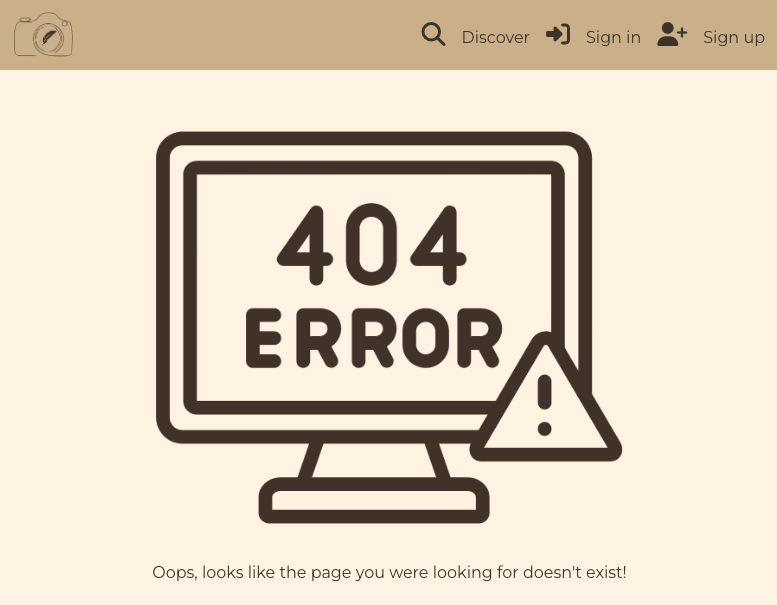 Discover Sign in Sign up
404
ERROR
Oops, looks like the page you were looking for doesn't exist!